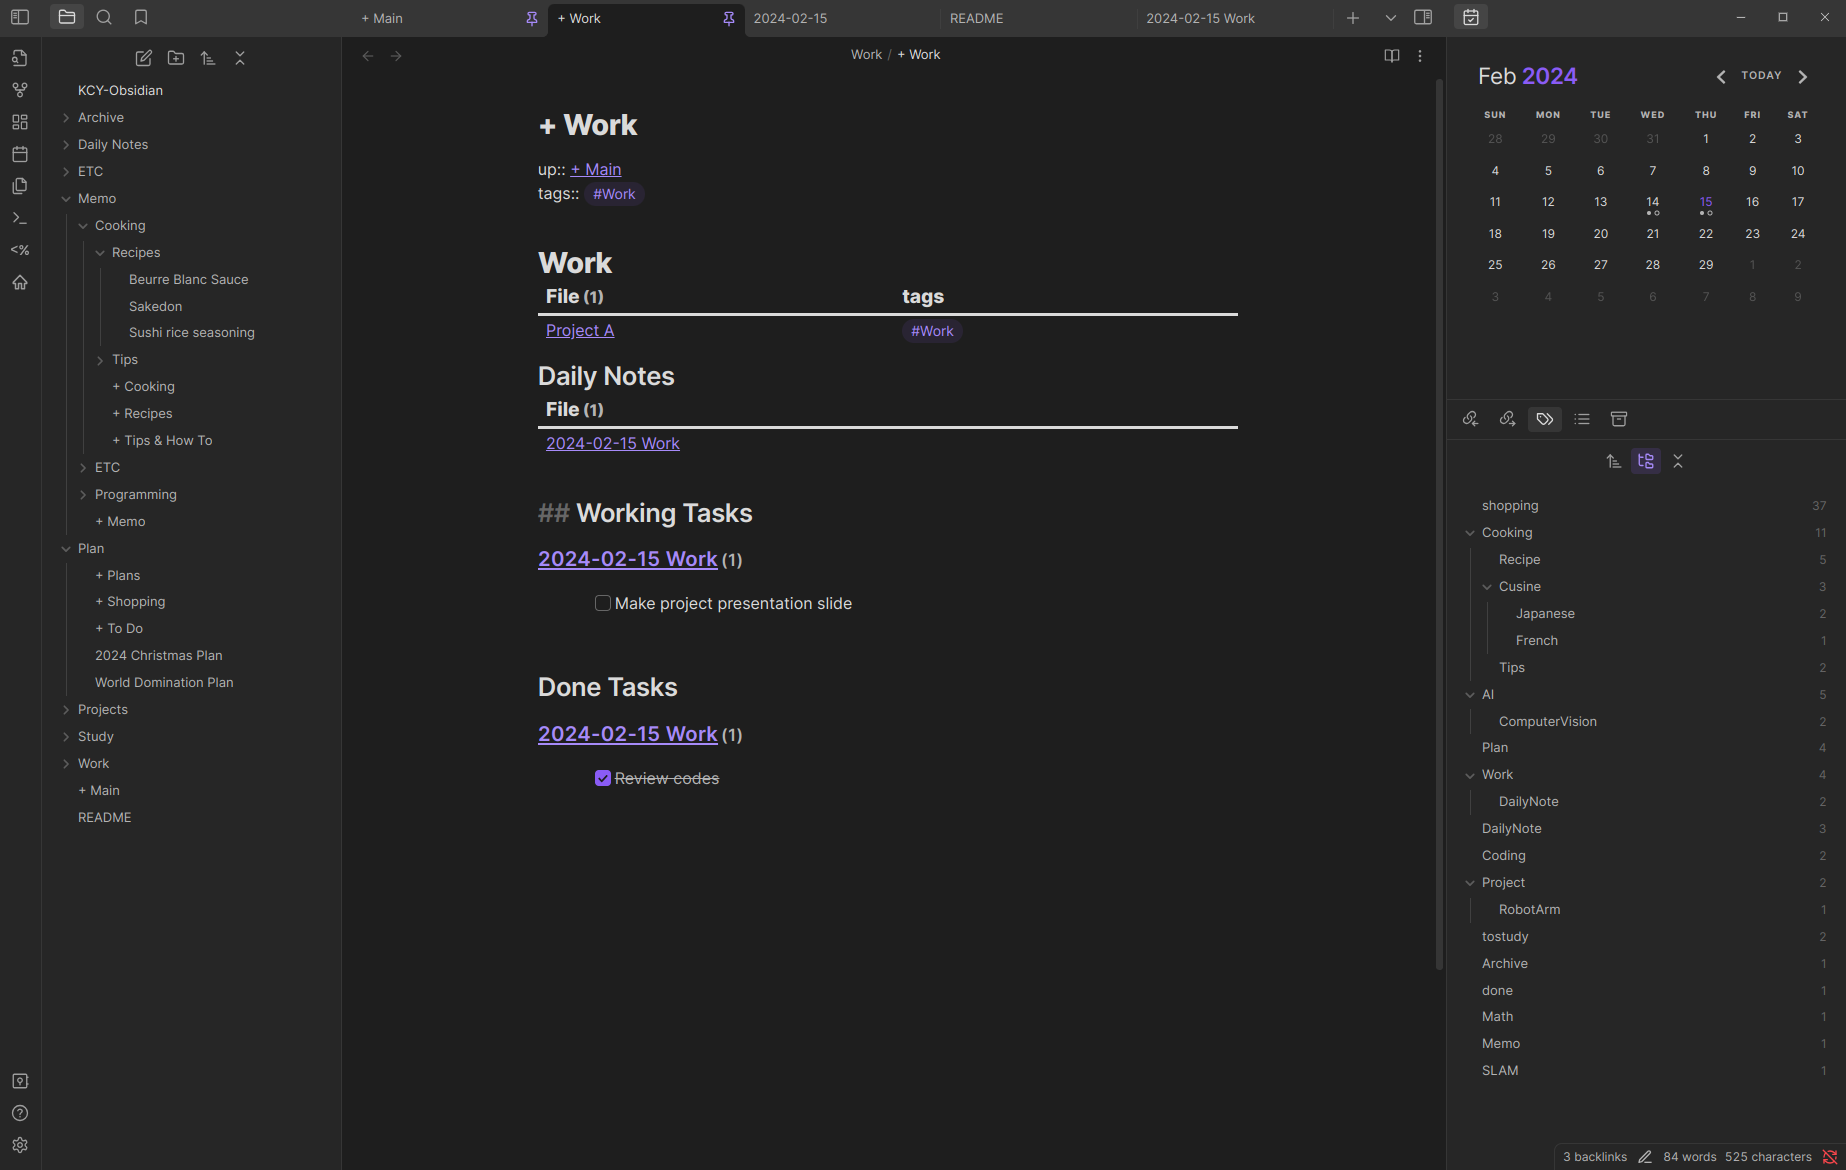 + Main
+ Work
2024-02-15
README
2024-02-15 Work
KCY-Obsidian
Archive
Daily Notes
ETC
Memo
Cooking
Recipes
Beurre Blanc Sauce
Sakedon
Sushi rice seasoning
Tips
+ Cooking
+ Recipes
+ Tips & How To
ETC
Programming
+ Memo
Plan
+ Plans
+ Shopping
+ To Do
2024 Christmas Plan
World Domination Plan
Projects
Study
Work
+ Main
README
<%
Work / + Work
+ Work
up:: + Main
tags:: #Work
Work
File (1) tags
Project A #Work
Daily Notes
File (1)
2024-02-15 Work
## Working Tasks
2024-02-15 Work (1)
Make project presentation slide
Done Tasks
2024-02-15 Work (1)
Review codes
Feb 2024
TODAY
SUN MON TUE WED THU FRI SAT
28 29 30 31 1 2 3
4 5 6 7 8 9 10
11 12 13 14 15 16 17
18 19 20 21 22 23 24
25 26 27 28 29 1 2
3 4 5 6 7 8 9
shopping 37
Cooking 11
Recipe 5
Cusine 3
Japanese 2
French 1
Tips 2
AI 5
ComputerVision 2
Plan 4
Work 4
DailyNote 2
DailyNote 3
Coding 2
Project 2
RobotArm 1
tostudy 2
Archive 1
done 1
Math 1
Memo 1
SLAM 1
3 backlinks 84 words 525 characters